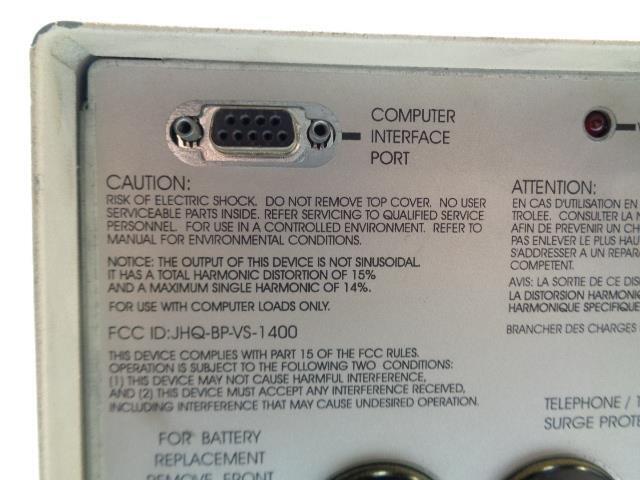 COMPUTER
INTERFACE
PORT
CAUTION:
RISK OF ELECTRIC SHOCK. DO NOT REMOVE TOP COVER. NO USER
SERVICEABLE PARTS INSIDE. REFER SERVICING TO QUALIFIED SERVICE
PERSONNEL. FOR USE IN A CONTROLLED ENVIRONMENT. REFER TO
MANUAL FOR ENVIRONMENTAL CONDITIONS.
NOTICE: THE OUTPUT OF THIS DEVICE IS NOT SINUSOIDAL.
IT HAS A TOTAL HARMONIC DISTORTION OF 15%
AND A MAXIMUM SINGLE HARMONIC OF 14%.
FOR USE WITH COMPUTER LOADS ONLY.
FCC ID:JHQ-BP-VS-1400
THIS DEVICE COMPLIES WITH PART 15 OF THE FCC RULES.
OPERATION IS SUBJECT TO THE FOLLOWING TWO CONDITIONS:
(1) THIS DEVICE MAY NOT CAUSE HARMFUL INTERFERENCE,
AND (2) THIS DEVICE MUST ACCEPT ANY INTERFERENCE RECEIVED,
INCLUDING INTERFERENCE THAT MAY CAUSE UNDESIRED OPERATION.
FOR BATTERY
REPLACEMENT
REMOVE FRONT
ATTENTION:
EN CAS D'UTILISATION EN
TROLEE. CONSULTER LA
AFIN DE PREVENIR UN
PAS ENLEVER LE PLUS
S'ADDRESSER A UN
COMPETENT.
AVIS: LA SORTIE DE CE
LA DISTORSION
HARMONIQUE
BRANCHER DES CHARGES
TELEPHONE /
SURGE